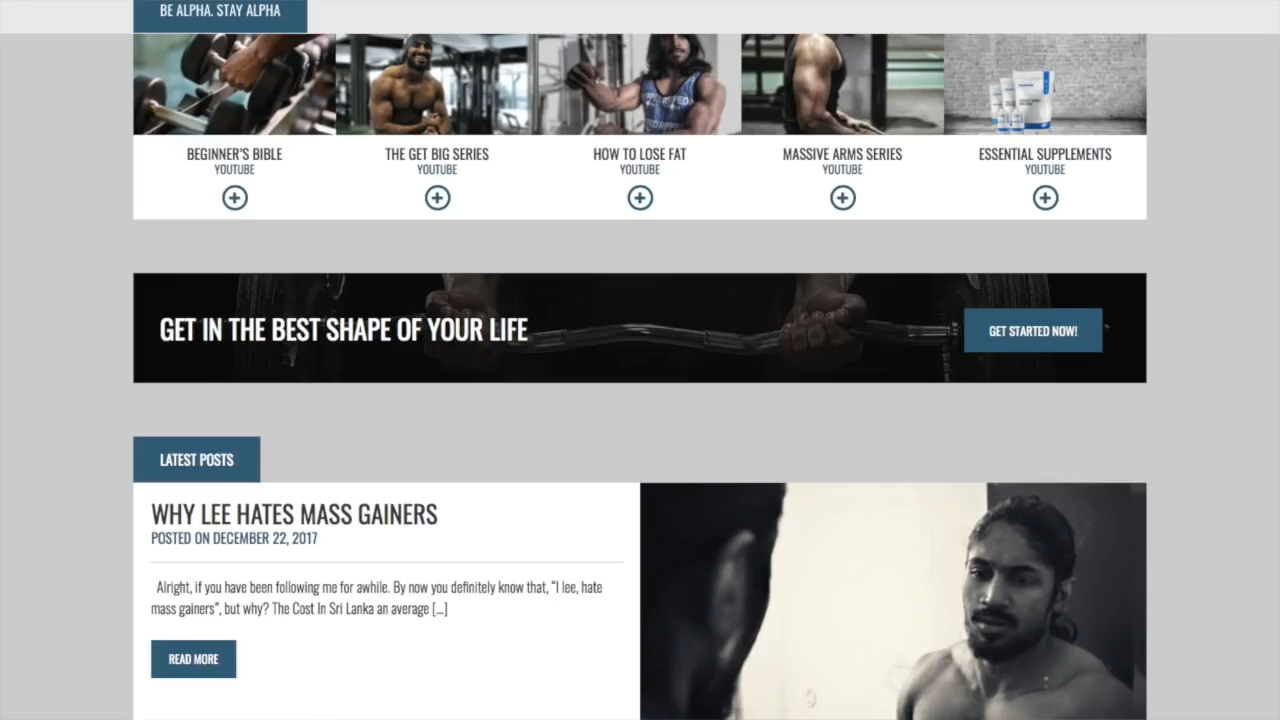 BE ALPHA. STAY ALPHA
BEGINNER'S BIBLE
YOUTUBE
THE GET BIG SERIES
YOUTUBE
HOW TO LOSE FAT
YOUTUBE
MASSIVE ARMS SERIES
YOUTUBE
ESSENTIAL SUPPLEMENTS
YOUTUBE
GET IN THE BEST SHAPE OF YOUR LIFE
GET STARTED NOW!
LATEST POSTS
WHY LEE HATES MASS GAINERS
POSTED ON DECEMBER 22, 2017
Alright, if you have been following me for awhile. By now you definitely know that, “I lee, hate
mass gainers”, but why? The Cost In Sri Lanka an average [...]
READ MORE